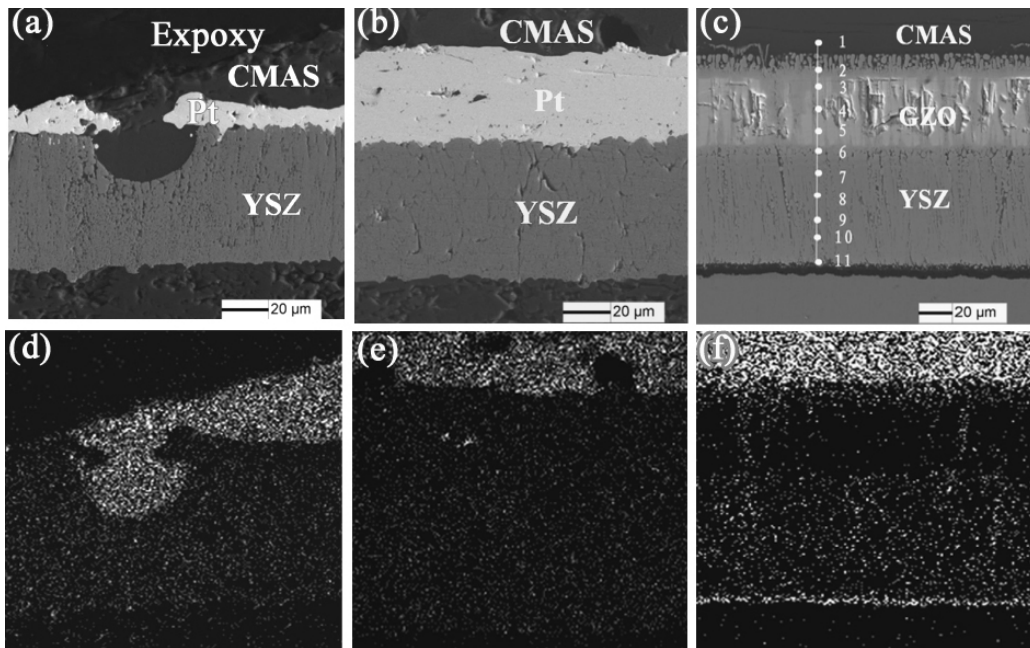 (a)
Expoxy
CMAS
Pt
YSZ
20 μm
(b)
CMAS
Pt
YSZ
20 μm
(c)
CMAS
1
2
3
4
GZO
5
6
7
8
YSZ
9
10
11
20 μm
(d)
(e)
(f)